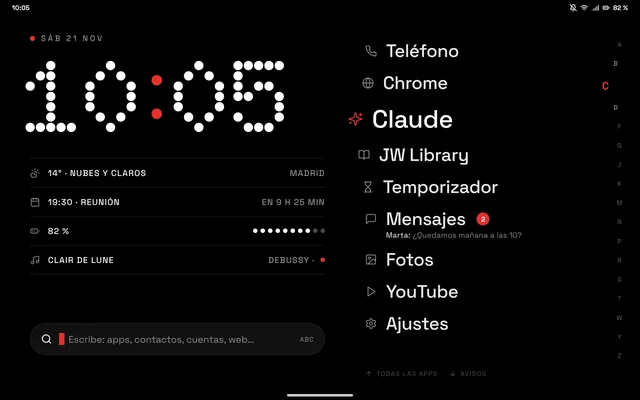 10:05
82 %
SÁB 21 NOV
10:05
14° · NUBES Y CLAROS
MADRID
19:30 · REUNIÓN
EN 9 H 25 MIN
82 %
CLAIR DE LUNE
DEBUSSY ·
Escribe: apps, contactos, cuentas, web...
ABC
Teléfono
Chrome
Claude
JW Library
Temporizador
Mensajes 2
Marta: ¿Quedamos mañana a las 10?
Fotos
YouTube
Ajustes
TODAS LAS APPS
AVISOS
A
B
C
D
F
G
J
K
M
N
P
R
S
T
W
Y
Z